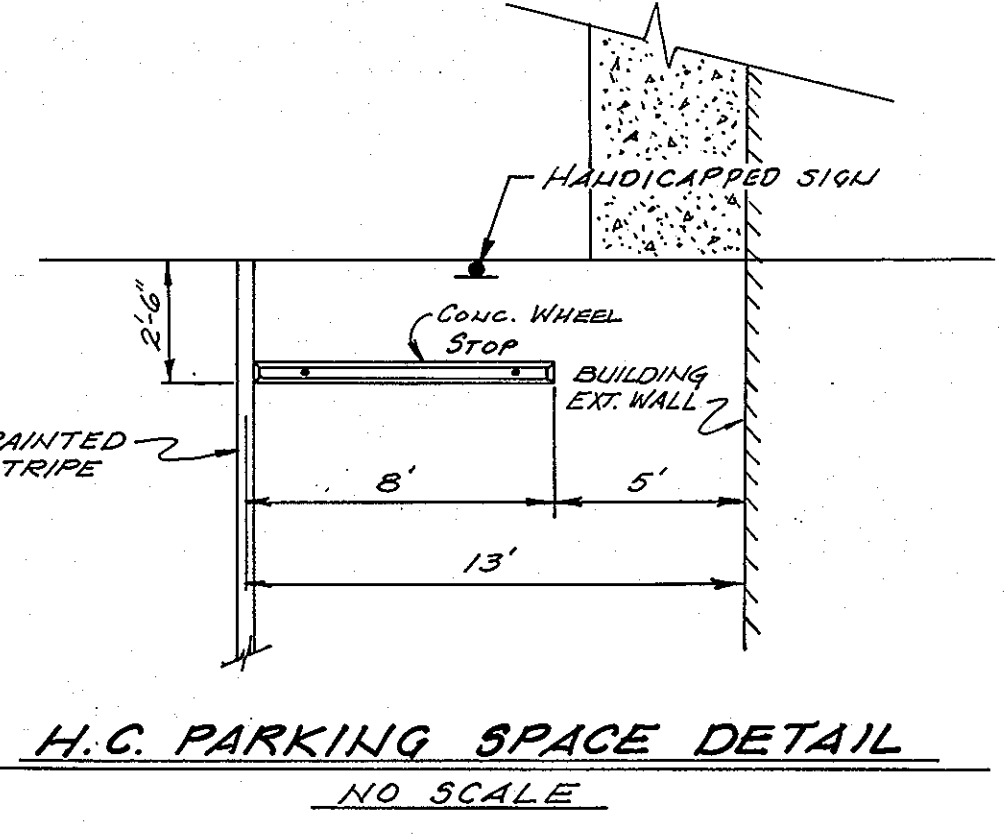 HANDICAPPED SIGN
2'-6"
CONC. WHEEL
STOP
BUILDING
EXT. WALL
AINTED
TRIPE
8'
5'
13'
H.C. PARKING SPACE DETAIL
NO SCALE